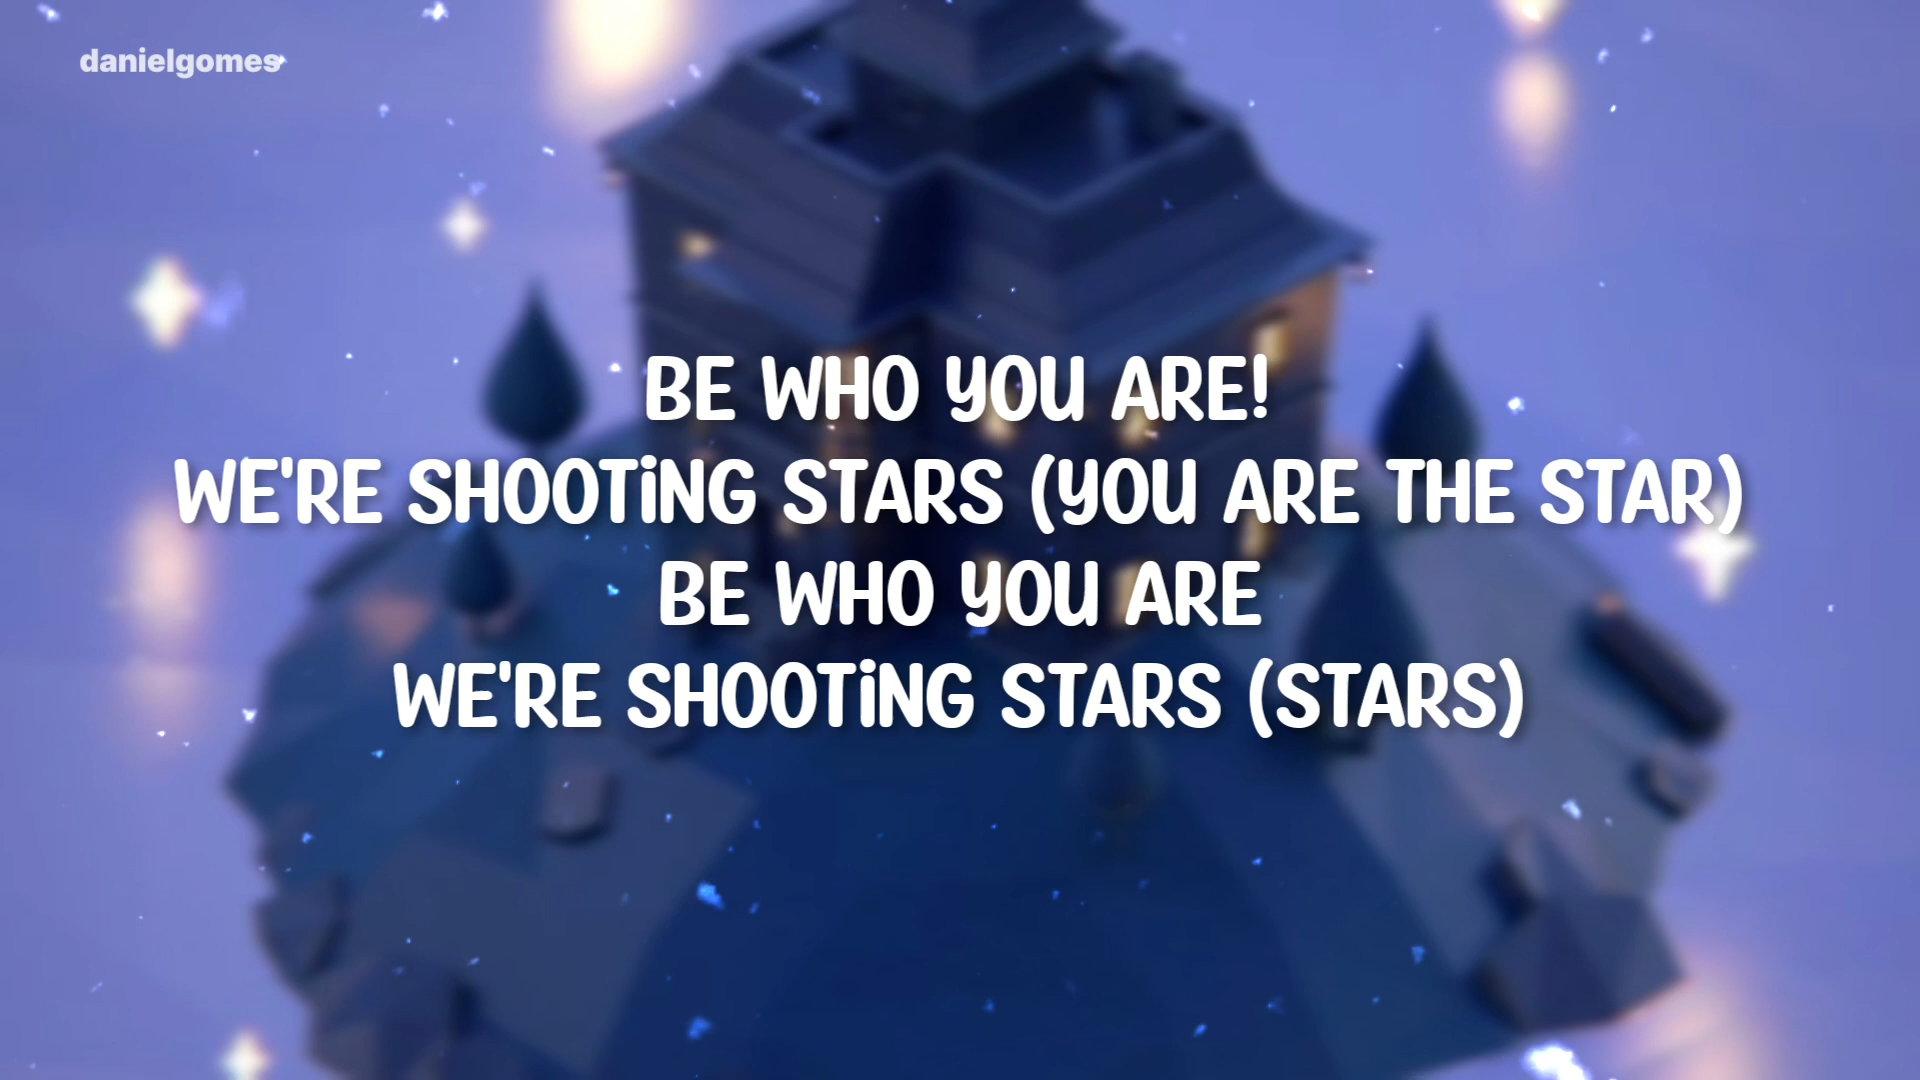 danielgomes
BE WHO YOU ARE!
WE'RE SHOOTiNG STARS (YOU ARE THE STAR)
BE WHO YOU ARE
WE'RE SHOOTiNG STARS (STARS)